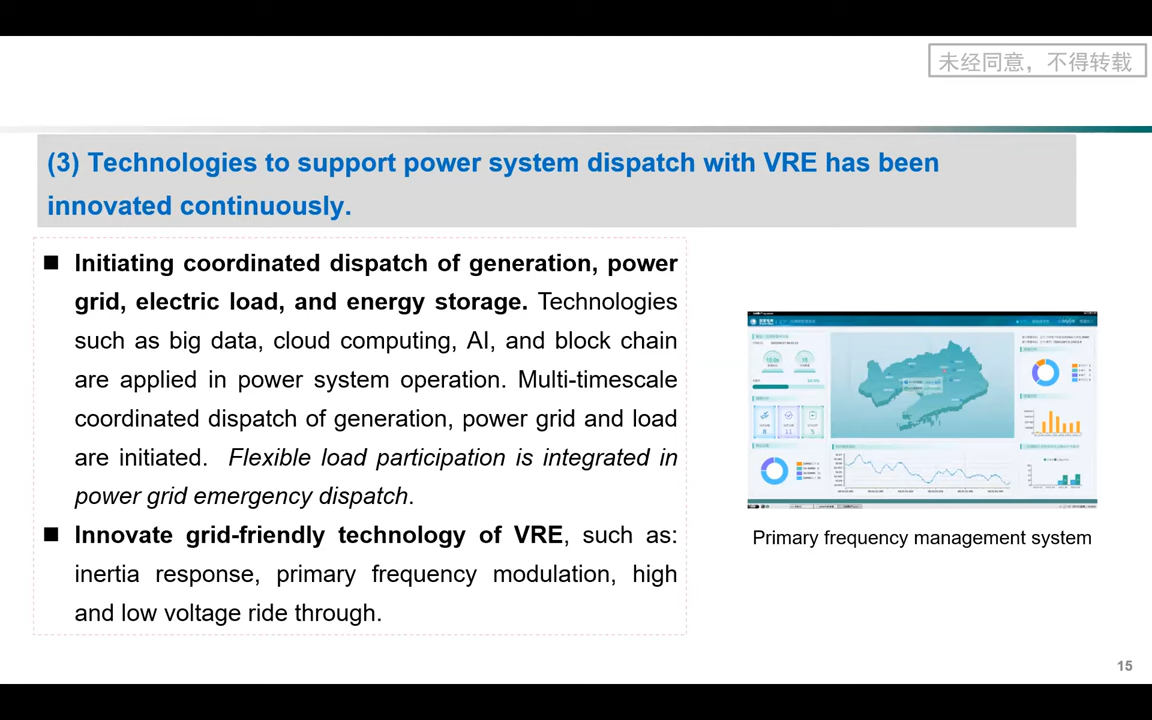 未经同意，不得转载
(3) Technologies to support power system dispatch with VRE has been
innovated continuously.
■ Initiating coordinated dispatch of generation, power
grid, electric load, and energy storage. Technologies
such as big data, cloud computing, AI, and block chain
are applied in power system operation. Multi-timescale
coordinated dispatch of generation, power grid and load
are initiated. Flexible load participation is integrated in
power grid emergency dispatch.
■ Innovate grid-friendly technology of VRE, such as:
inertia response, primary frequency modulation, high
and low voltage ride through.
Primary frequency management system
15